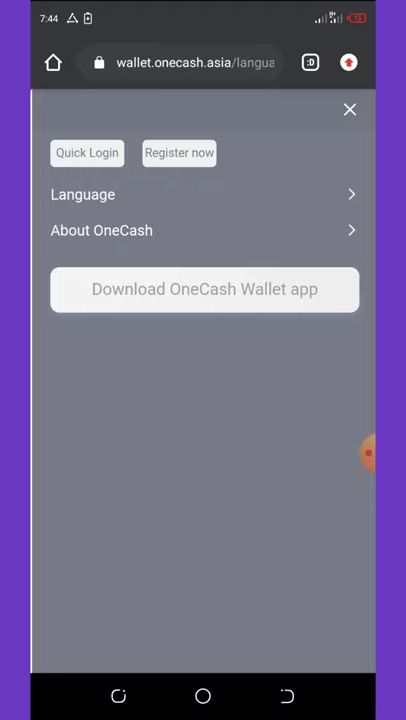 7:44
wallet.onecash.asia/langua
:D
Quick Login
Register now
Language
About OneCash
Download OneCash Wallet app